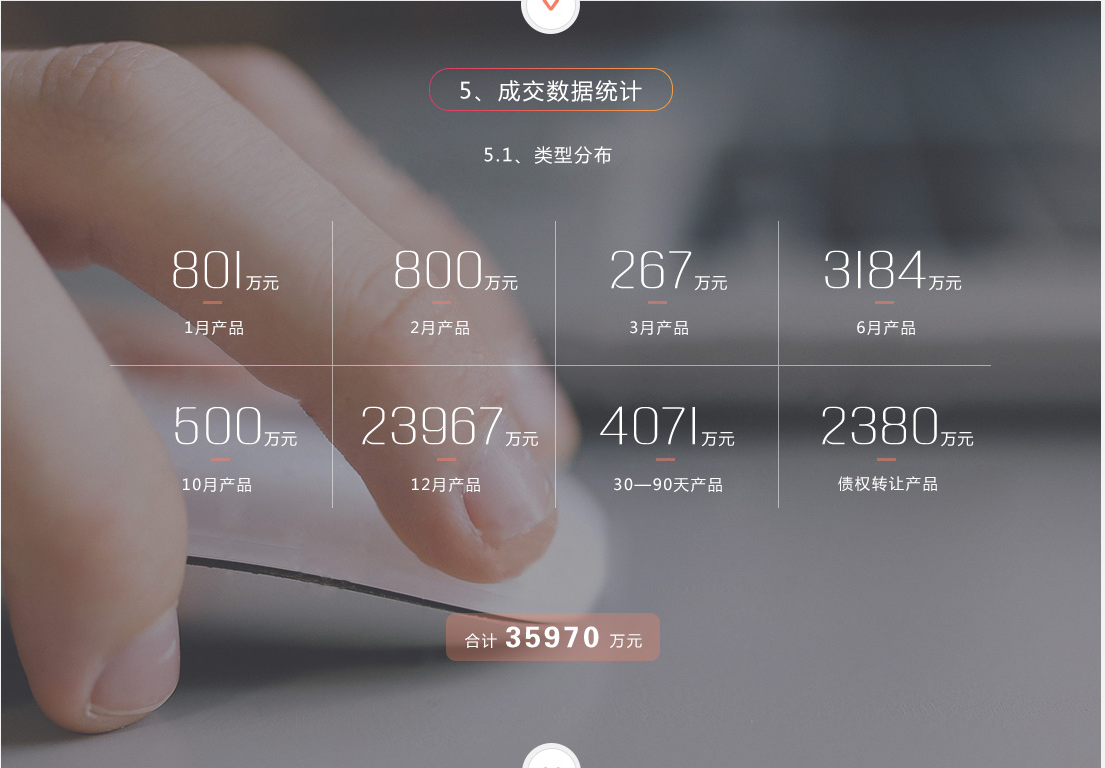 5、成交数据统计
5.1、类型分布
801万元 800万元 267万元 3184万元
1月产品 2月产品 3月产品 6月产品
500万元 23967万元 4071万元 2380万元
10月产品 12月产品 30—90天产品 债权转让产品
合计 35970 万元